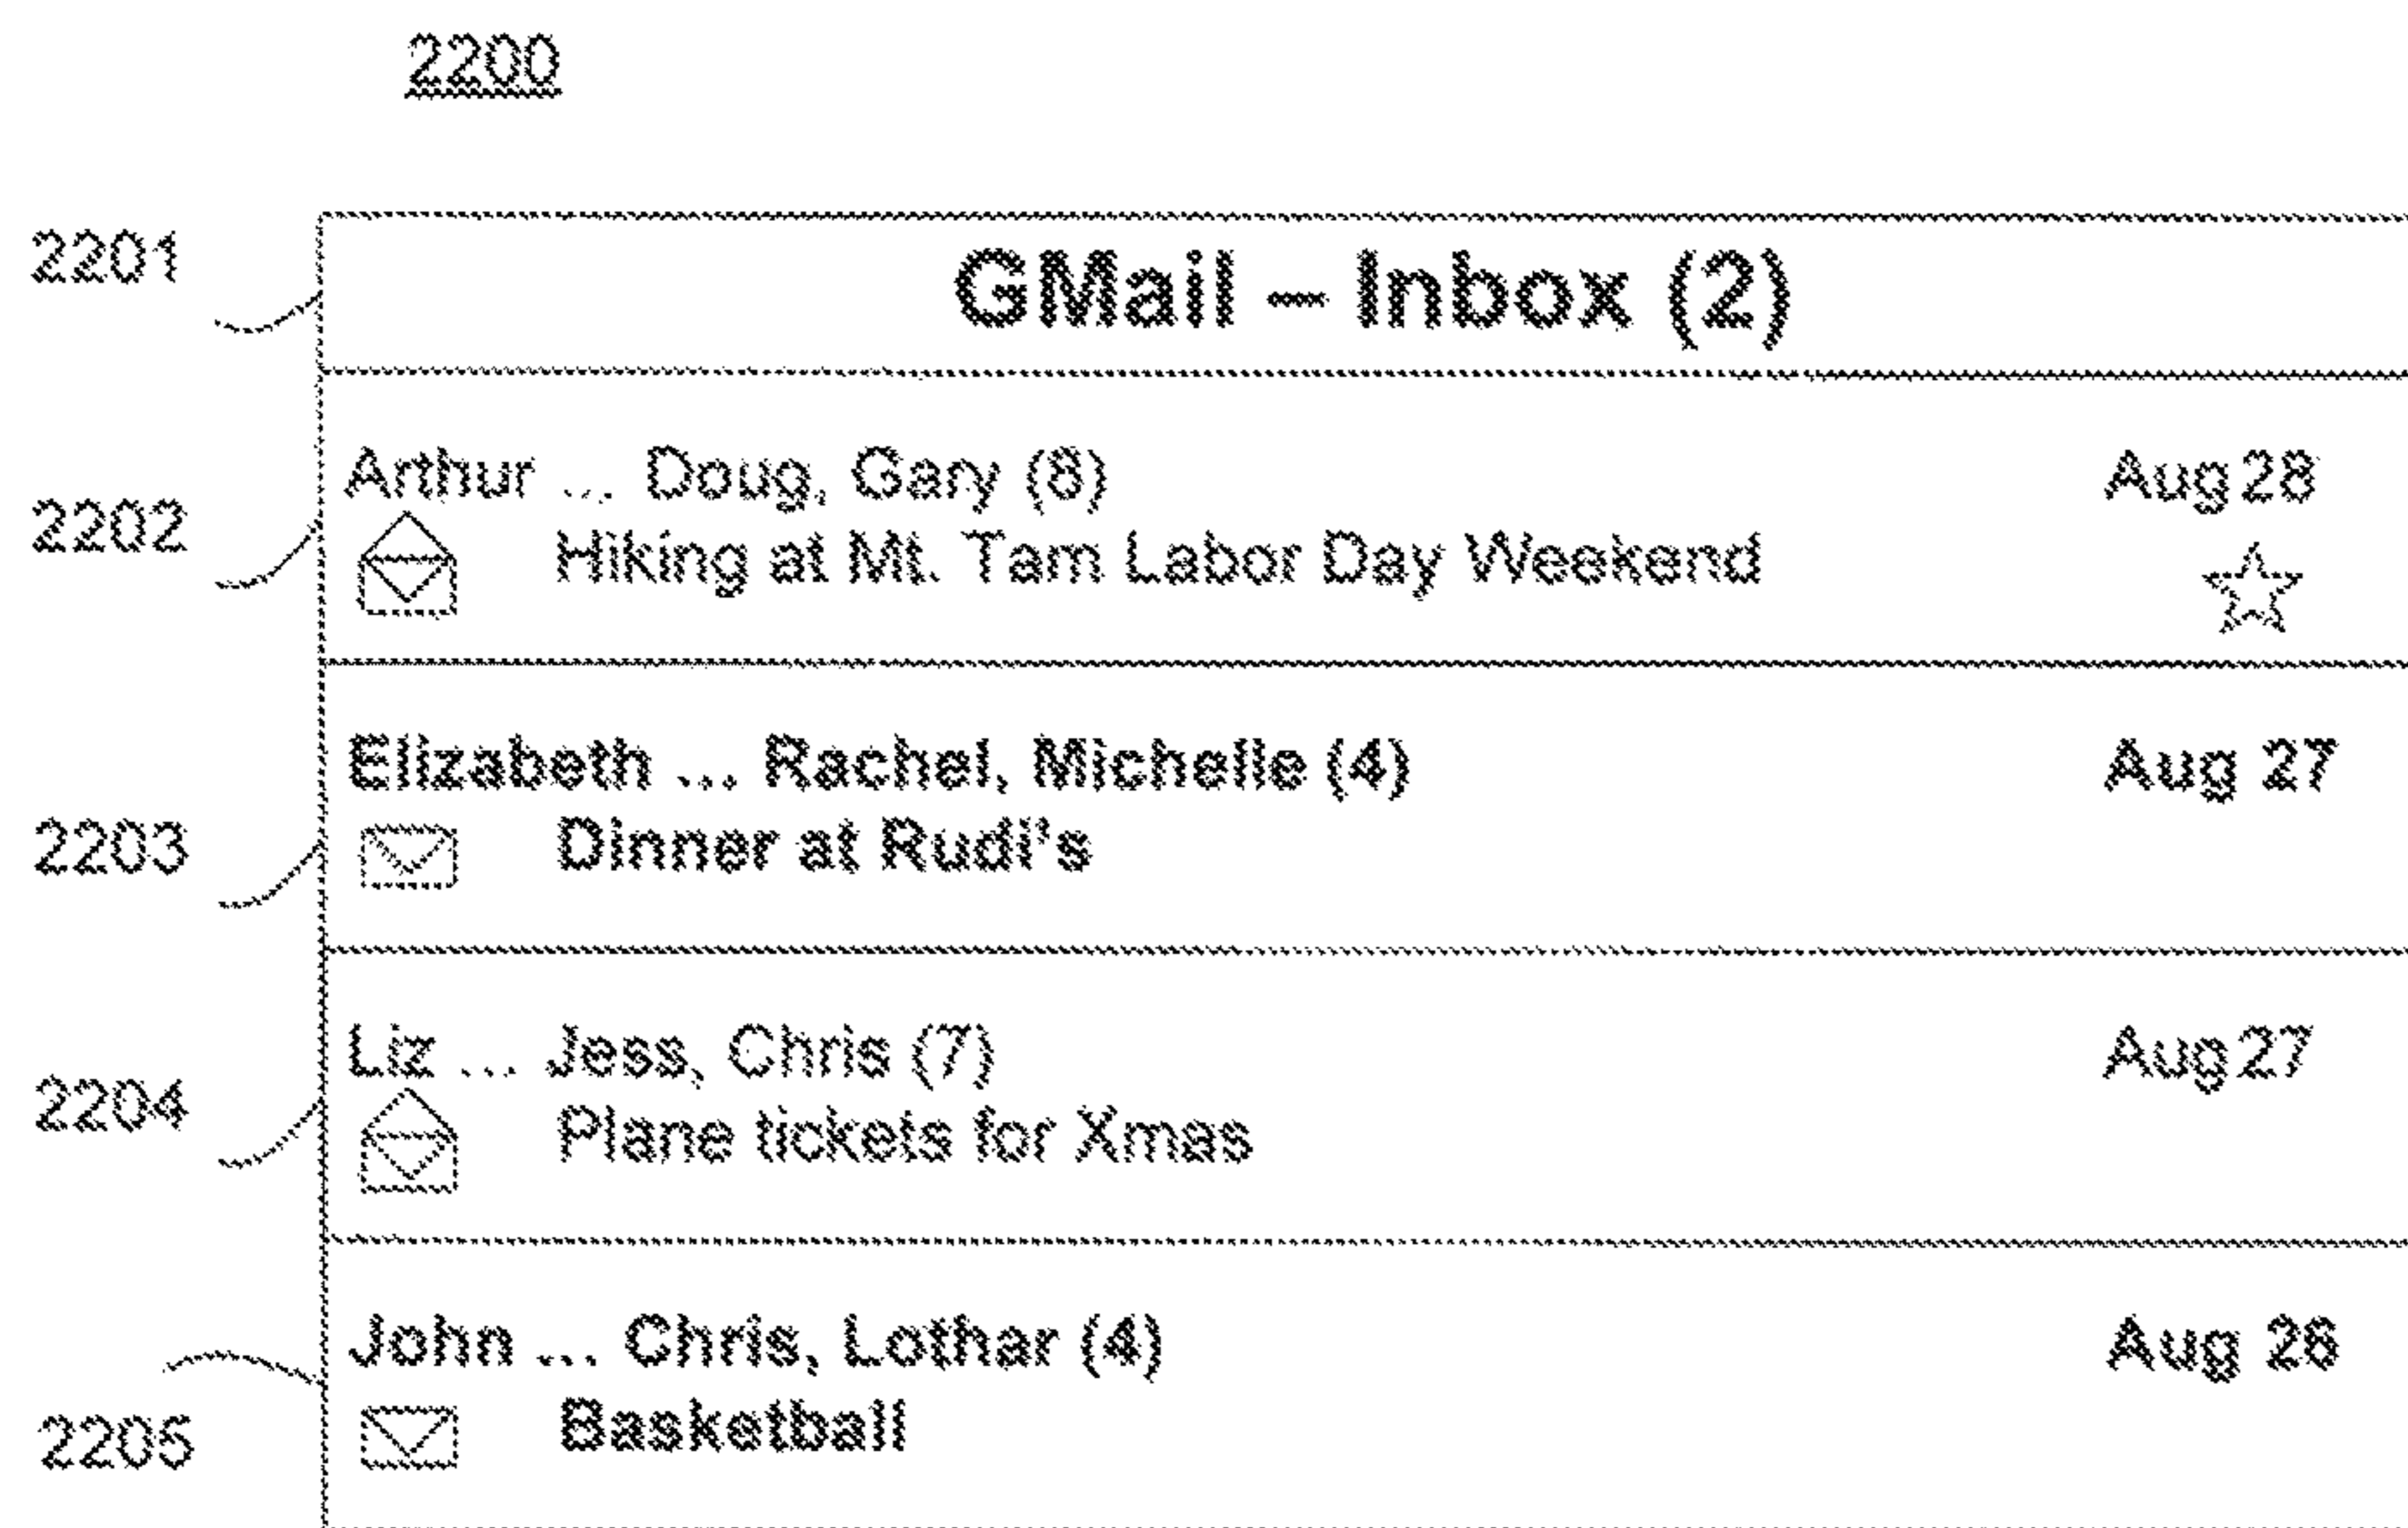 2200
2201
GMail – Inbox (2)
2202
Arthur ... Doug, Gary (8)
Aug 28
Hiking at Mt. Tam Labor Day Weekend
2203
Elizabeth ... Rachel, Michelle (4)
Aug 27
Dinner at Rudi's
2204
Liz ... Jess, Chris (7)
Aug 27
Plane tickets for Xmas
2205
John ... Chris, Lothar (4)
Aug 26
Basketball